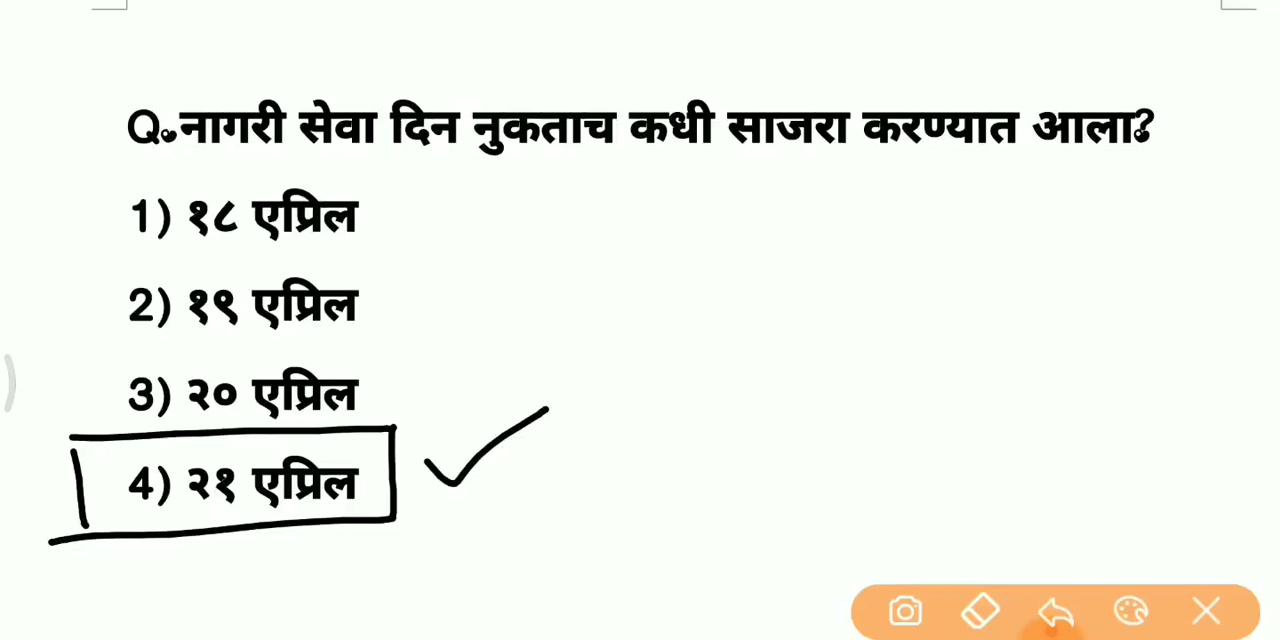 Q.नागरी सेवा दिन नुकताच कधी साजरा करण्यात आला?
1) १८ एप्रिल
2) १९ एप्रिल
3) २० एप्रिल
4) २१ एप्रिल